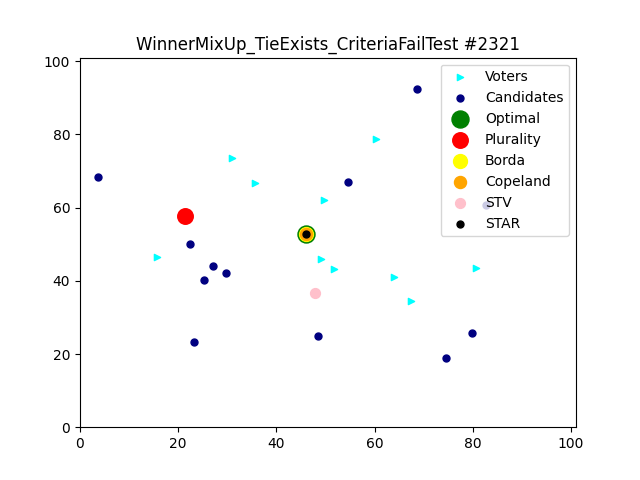 WinnerMixUp_TieExists_CriteriaFailTest #2321
Voters
Candidates
Optimal
Plurality
Borda
Copeland
STV
STAR
100
80
60
40
20
0
0 20 40 60 80 100